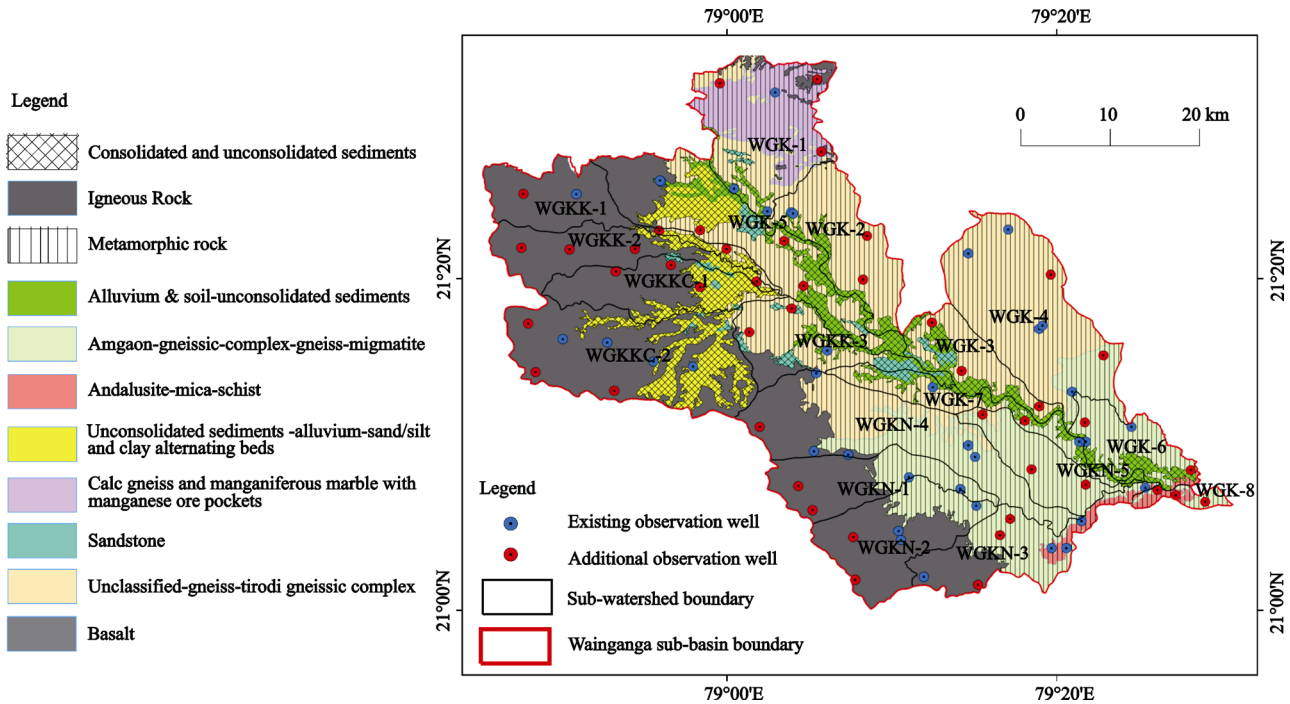 79°00'E 79°20'E
Legend
Consolidated and unconsolidated sediments
Igneous Rock
Metamorphic rock
Alluvium & soil-unconsolidated sediments
Amgaon-gneissic-complex-gneiss-migmatite
Andalusite-mica-schist
Unconsolidated sediments -alluvium-sand/silt
and clay alternating beds
Calc gneiss and manganiferous marble with
manganese ore pockets
Sandstone
Unclassified-gneiss-tirodi gneissic complex
Basalt
0 10 20 km
WGK-1
WGKK-1
WGK-5
WGK-2
WGKK-2
WGKKC-1
WGK-4
WGKK-3
WGK-3
WGKKC-2
WGK-7
WGKN-4
WGK-6
WGKN-5
WGKN-1
WGK-8
WGKN-2
WGKN-3
21°20'N
21°00'N
21°20'N
21°00'N
Legend
Existing observation well
Additional observation well
Sub-watershed boundary
Wainganga sub-basin boundary
79°00'E 79°20'E